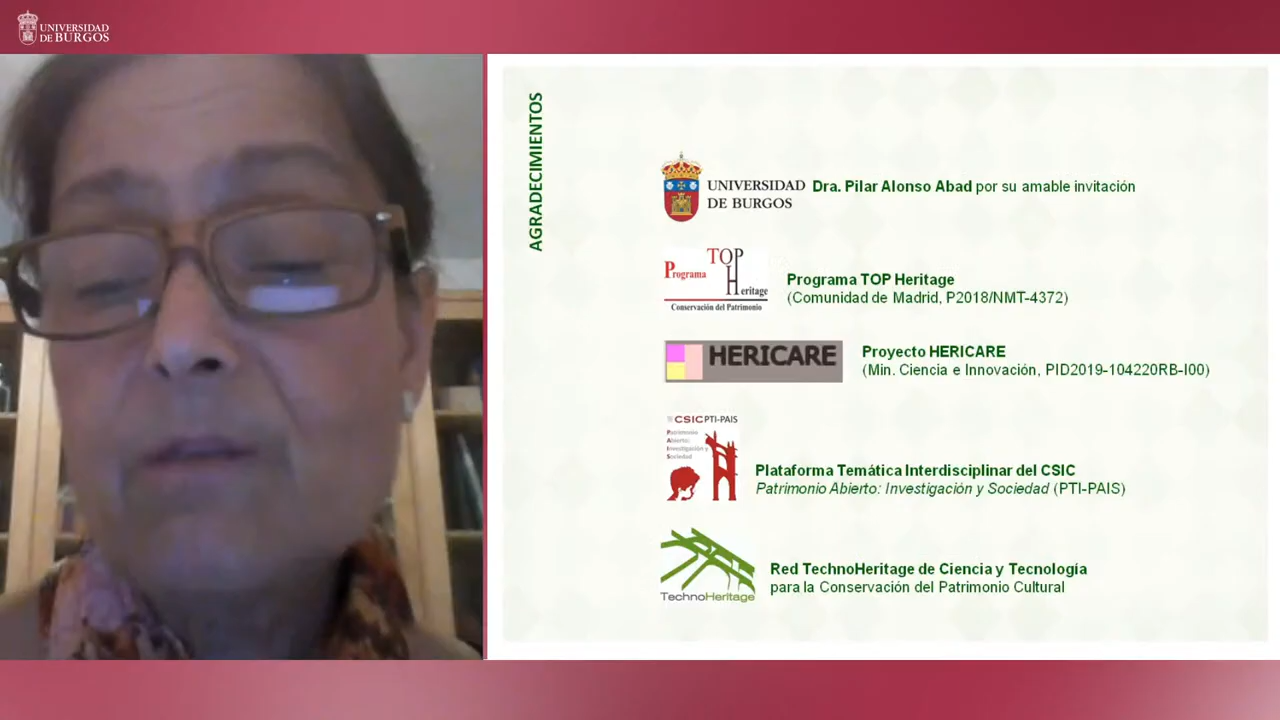 UNIVERSIDAD
DE BURGOS
AGRADECIMIENTOS
UNIVERSIDAD
DE BURGOS
Dra. Pilar Alonso Abad por su amable invitación
Programa
TOP
Heritage
Conservación del Patrimonio
Programa TOP Heritage
(Comunidad de Madrid, P2018/NMT-4372)
HERICARE
Proyecto HERICARE
(Min. Ciencia e Innovación, PID2019-104220RB-I00)
CSIC PTI-PAIS
Patrimonio
Abierto:
Investigación y
Sociedad
Plataforma Temática Interdisciplinar del CSIC
Patrimonio Abierto: Investigación y Sociedad (PTI-PAIS)
TechnoHeritage
Red TechnoHeritage de Ciencia y Tecnología
para la Conservación del Patrimonio Cultural